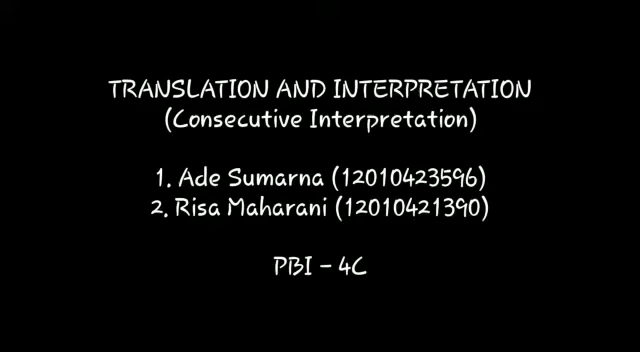 TRANSLATION AND INTERPRETATION
(Consecutive Interpretation)
1. Ade Sumarna (12010423596)
2. Risa Maharani (12010421390)
PBI - 4C